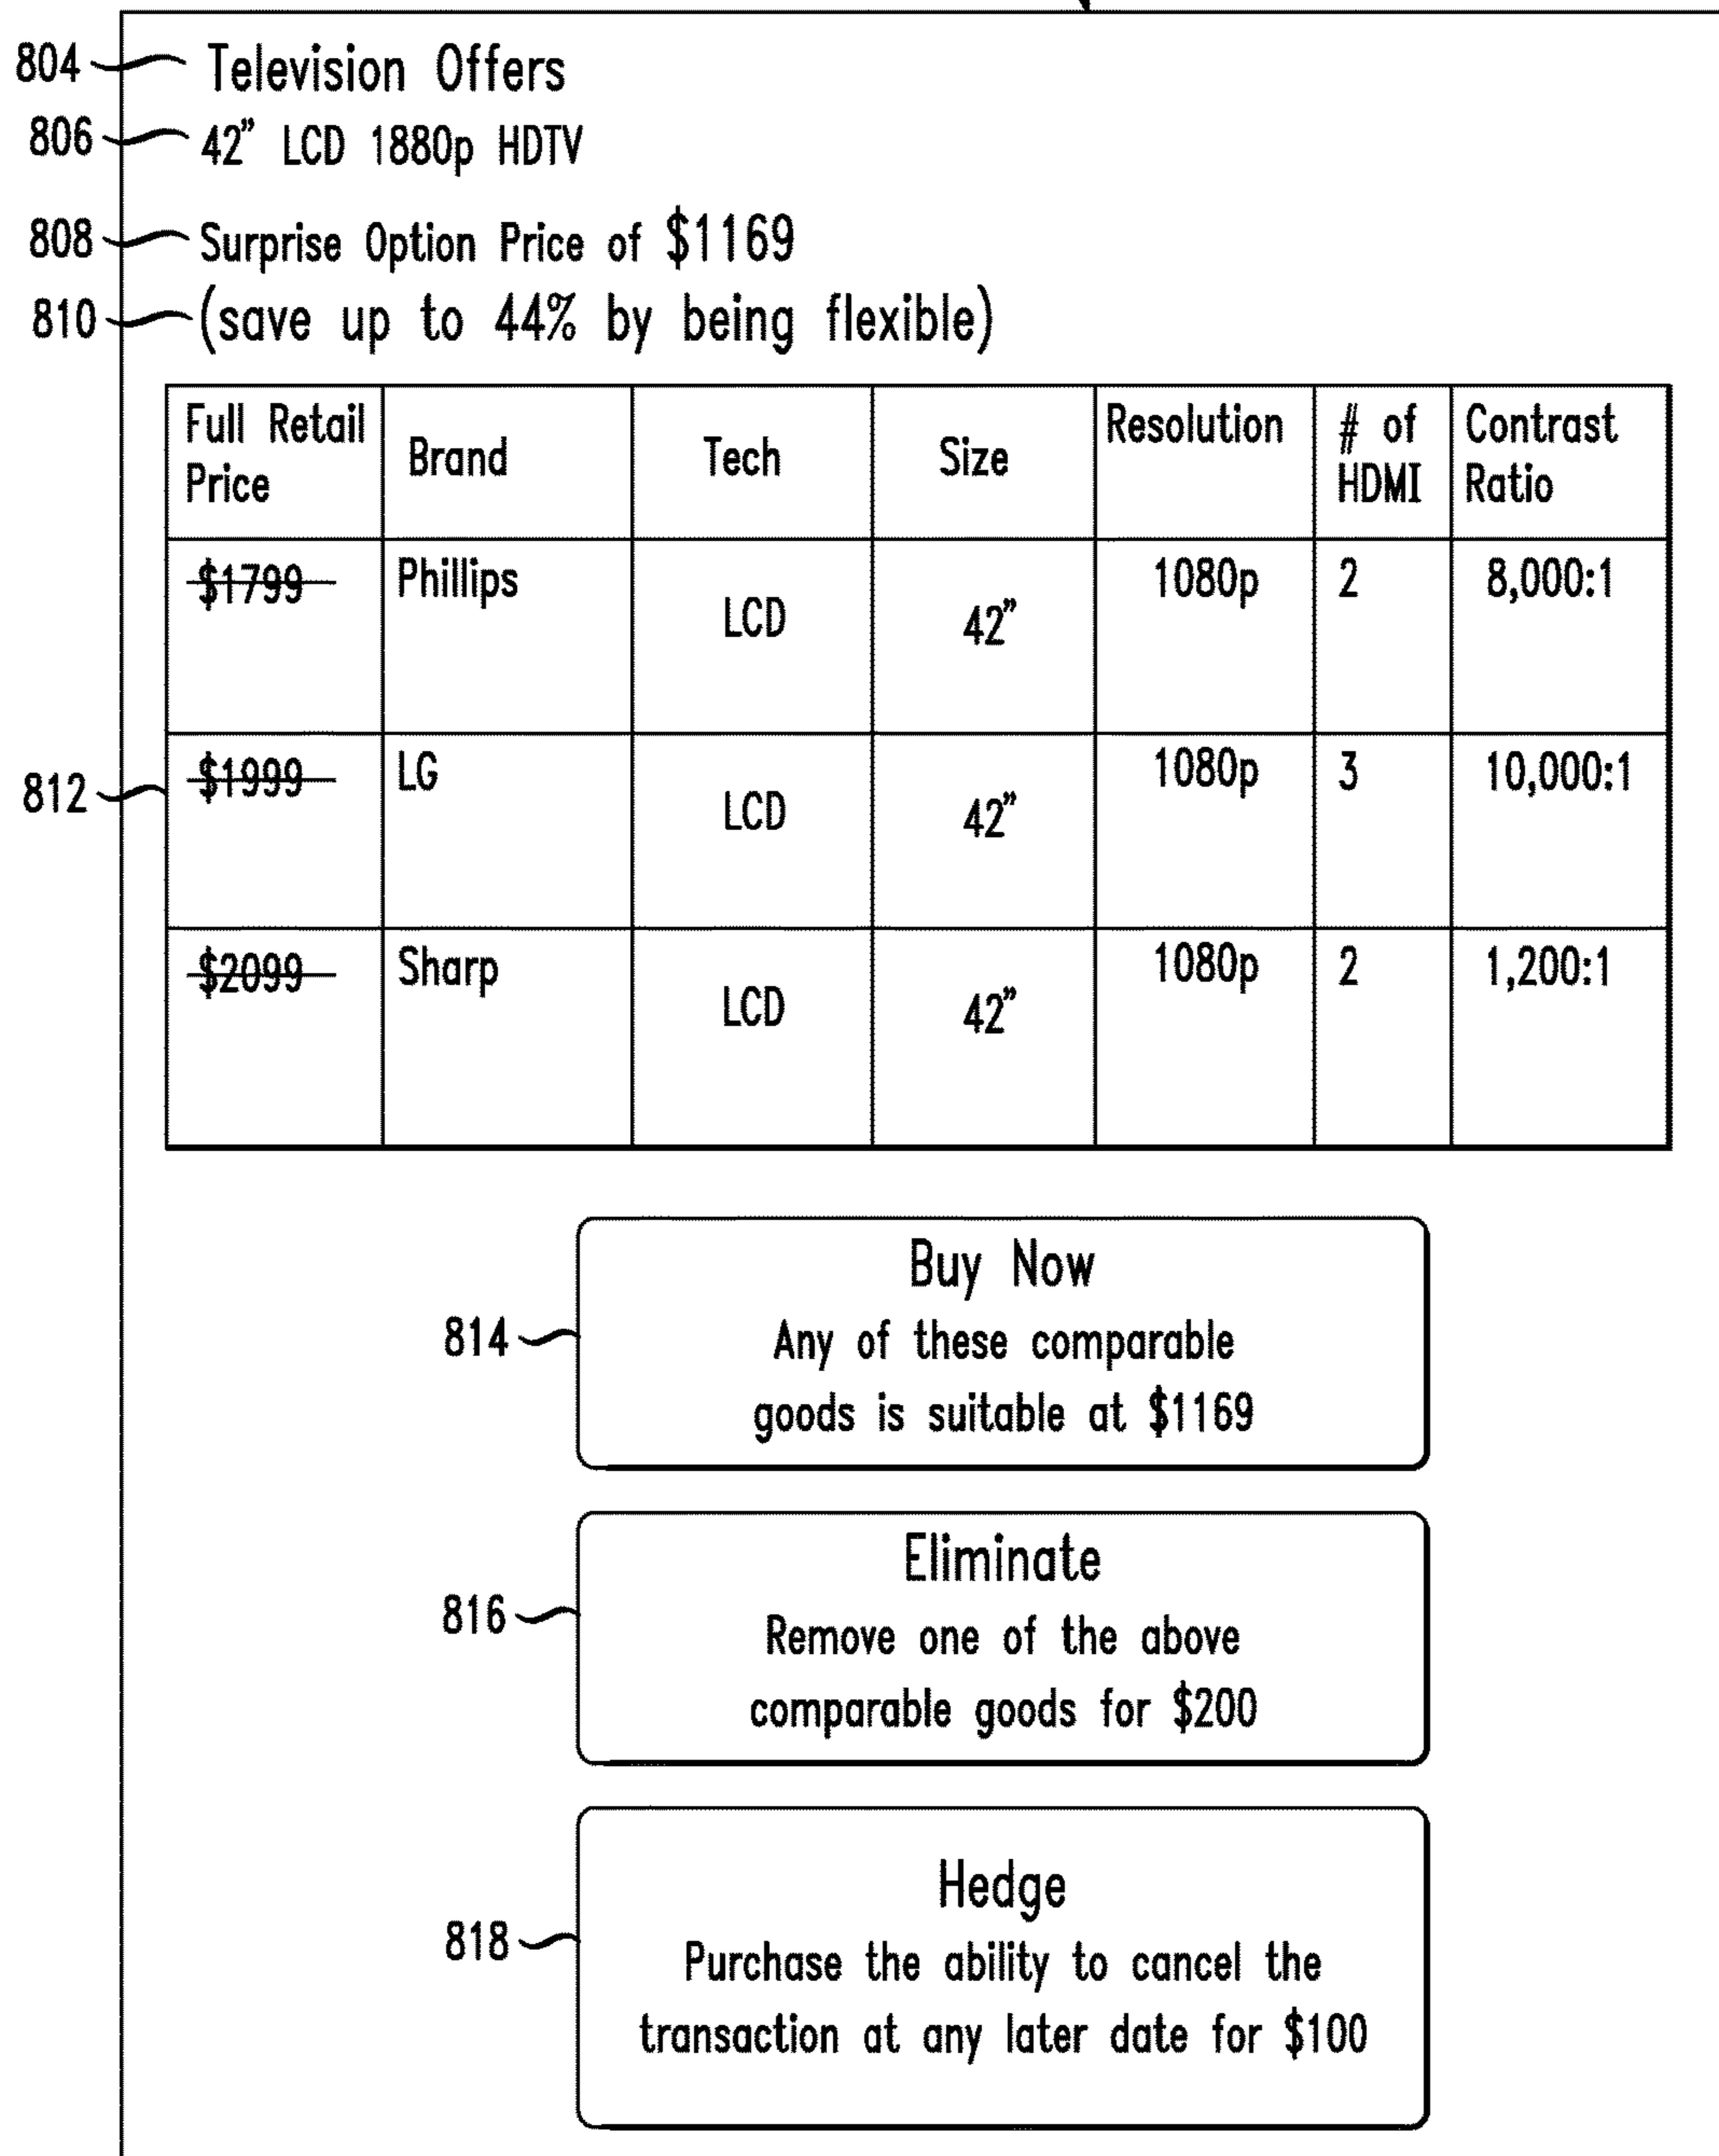 804 Television Offers
806 42" LCD 1880p HDTV
808 Surprise Option Price of $1169
810 (save up to 44% by being flexible)
Full Retail Price Brand Tech Size Resolution # of HDMI Contrast Ratio
$1799 Phillips LCD 42" 1080p 2 8,000:1
812 $1999 LG LCD 42" 1080p 3 10,000:1
$2099 Sharp LCD 42" 1080p 2 1,200:1
Buy Now
814 Any of these comparable
goods is suitable at $1169
Eliminate
816 Remove one of the above
comparable goods for $200
Hedge
818 Purchase the ability to cancel the
transaction at any later date for $100